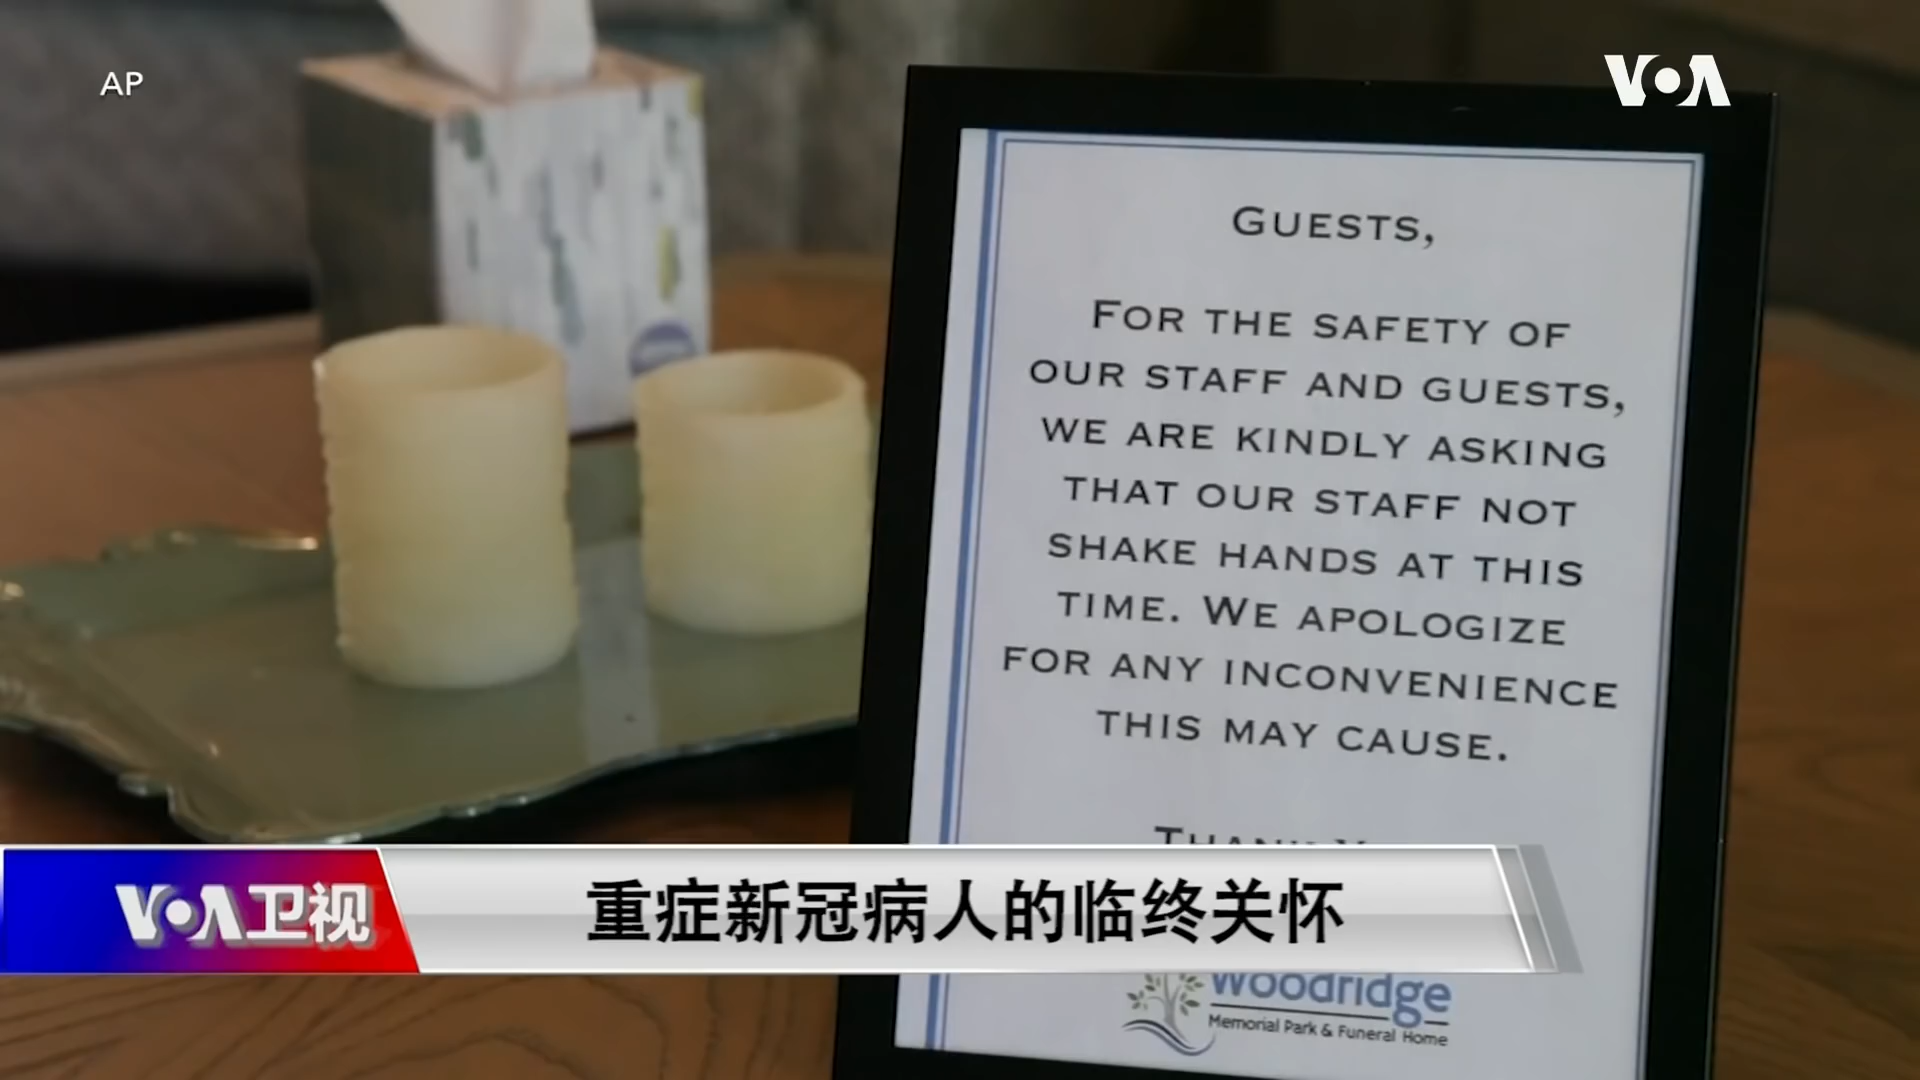 AP
VOA
GUESTS,
FOR THE SAFETY OF
OUR STAFF AND GUESTS,
WE ARE KINDLY ASKING
THAT OUR STAFF NOT
SHAKE HANDS AT THIS
TIME. WE APOLOGIZE
FOR ANY INCONVENIENCE
THIS MAY CAUSE.
THANK
VOA卫视
重症新冠病人的临终关怀
Woodridge
Memorial Park & Funeral Home